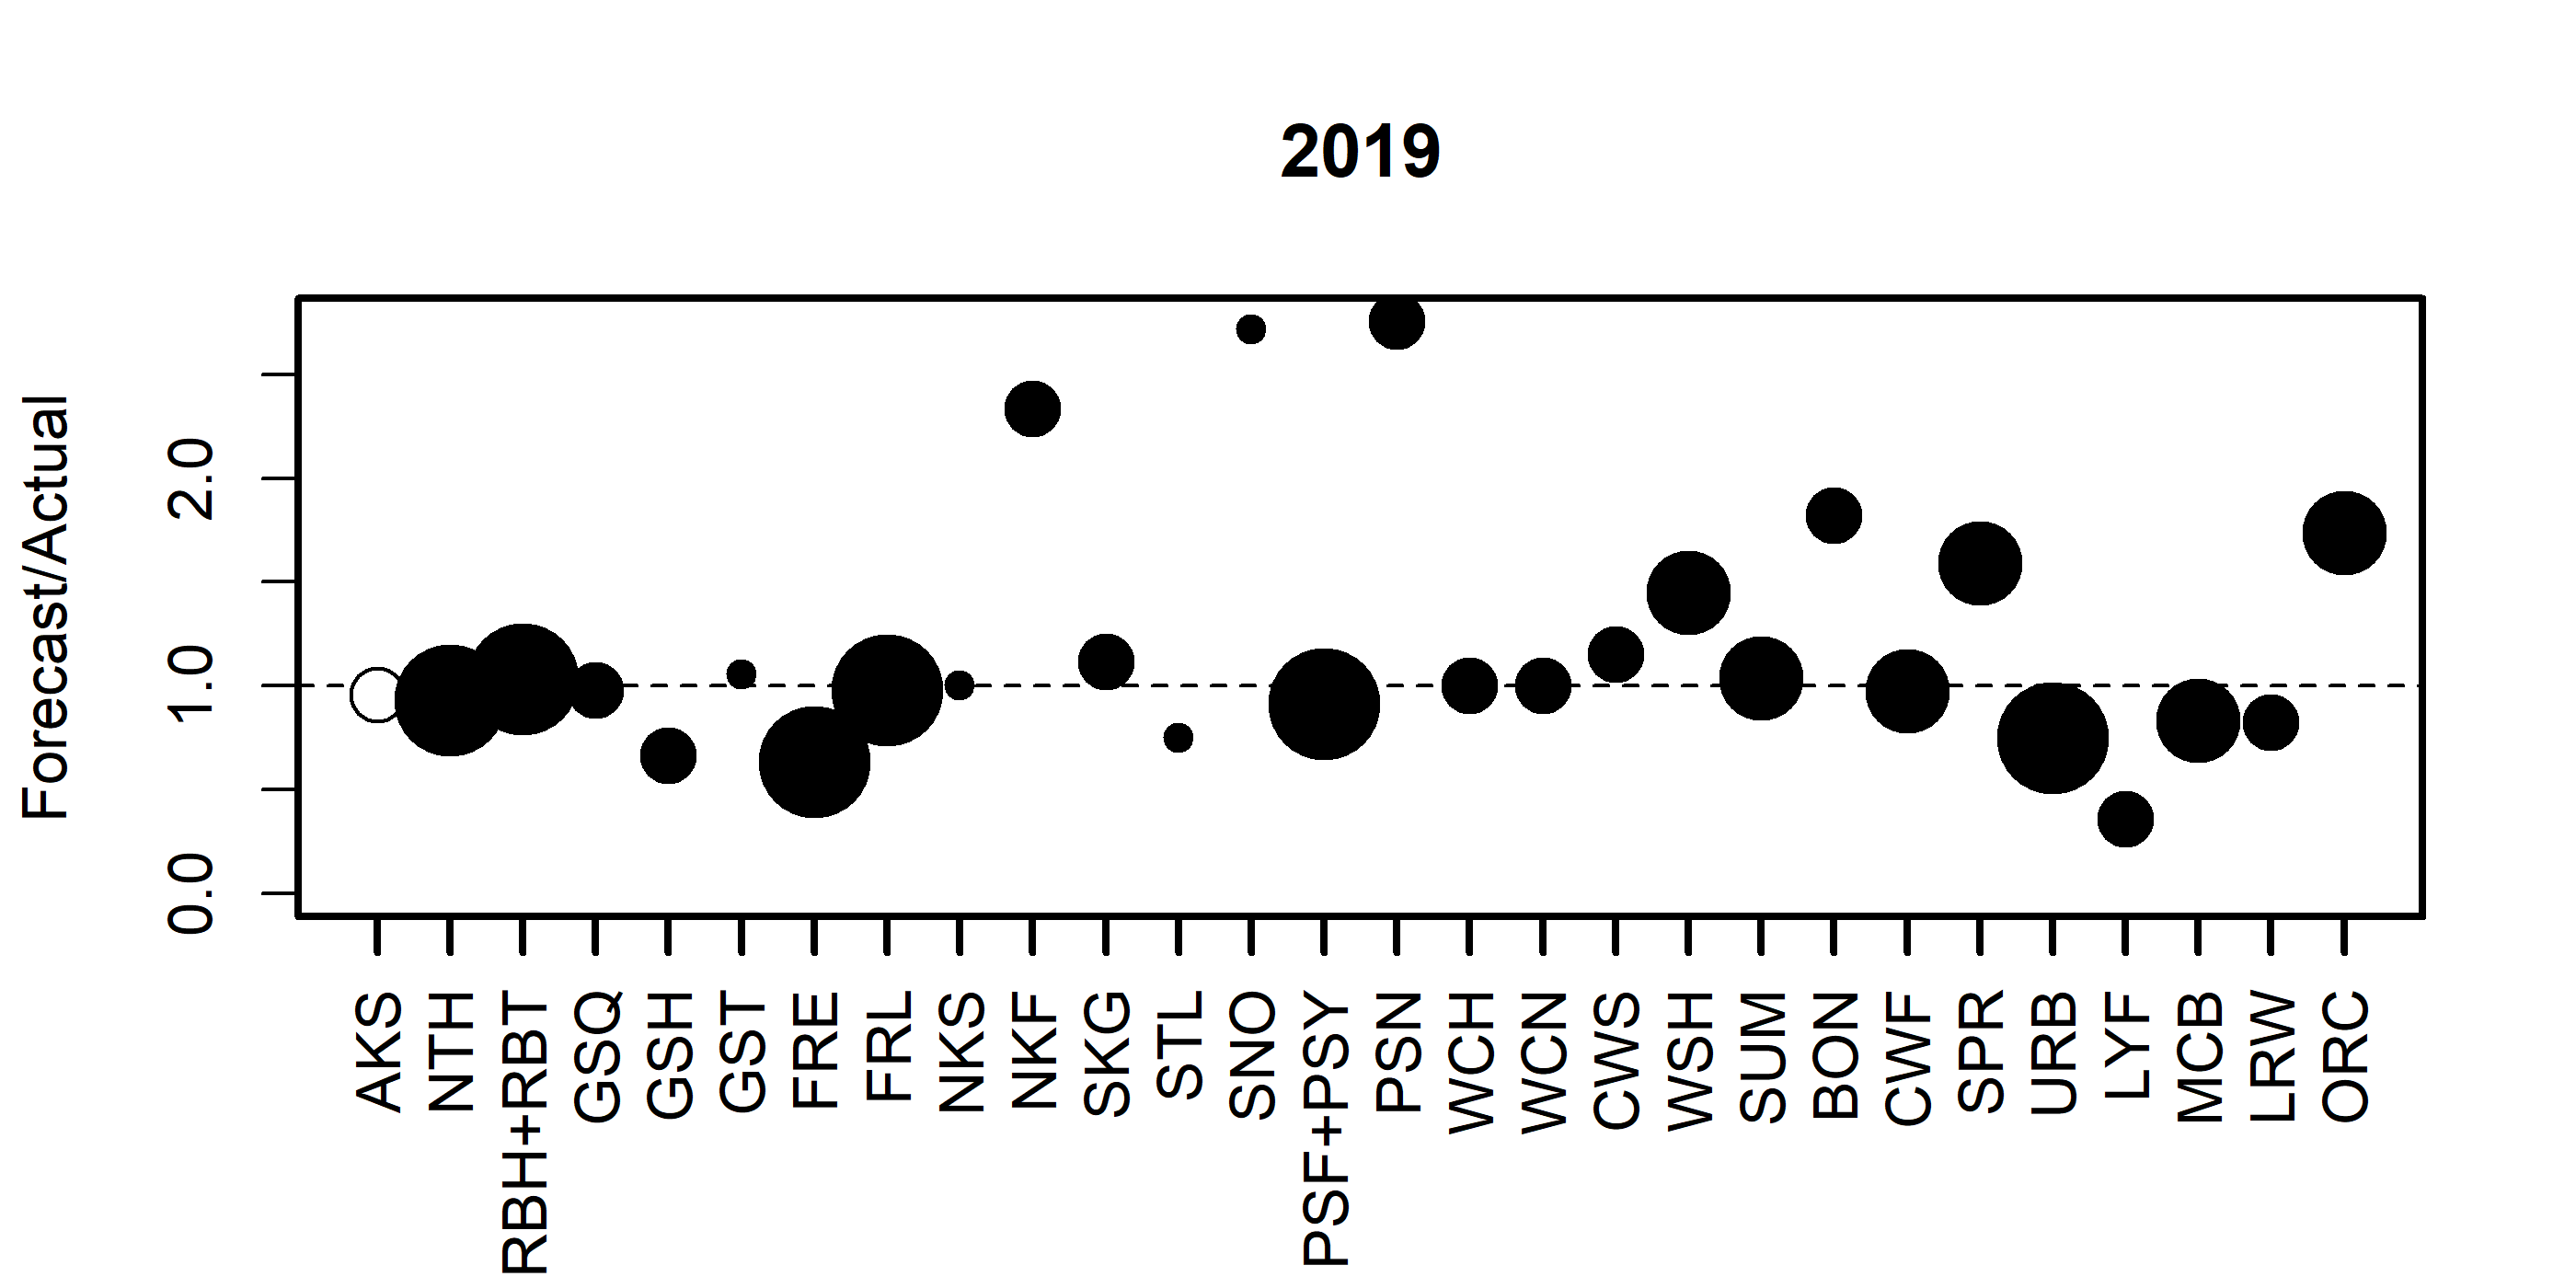 2019
Forecast/Actual
2.0
1.0
0.0
AKS
NTH
RBH+RBT
GSQ
GSH
GST
FRE
FRL
NKS
NKF
SKG
STL
SNO
PSF+PSY
PSN
WCH
WCN
CWS
WSH
SUM
BON
CWF
SPR
URB
LYF
MCB
LRW
ORC